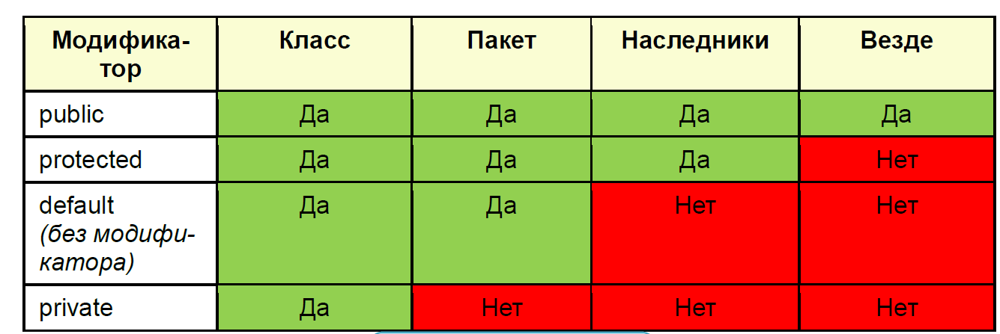 Модифика- Класс Пакет Наследники Везде
тор
public Да Да Да Да
protected Да Да Да Нет
default Да Да Нет Нет
(без модифи-
катора)
private Да Нет Нет Нет